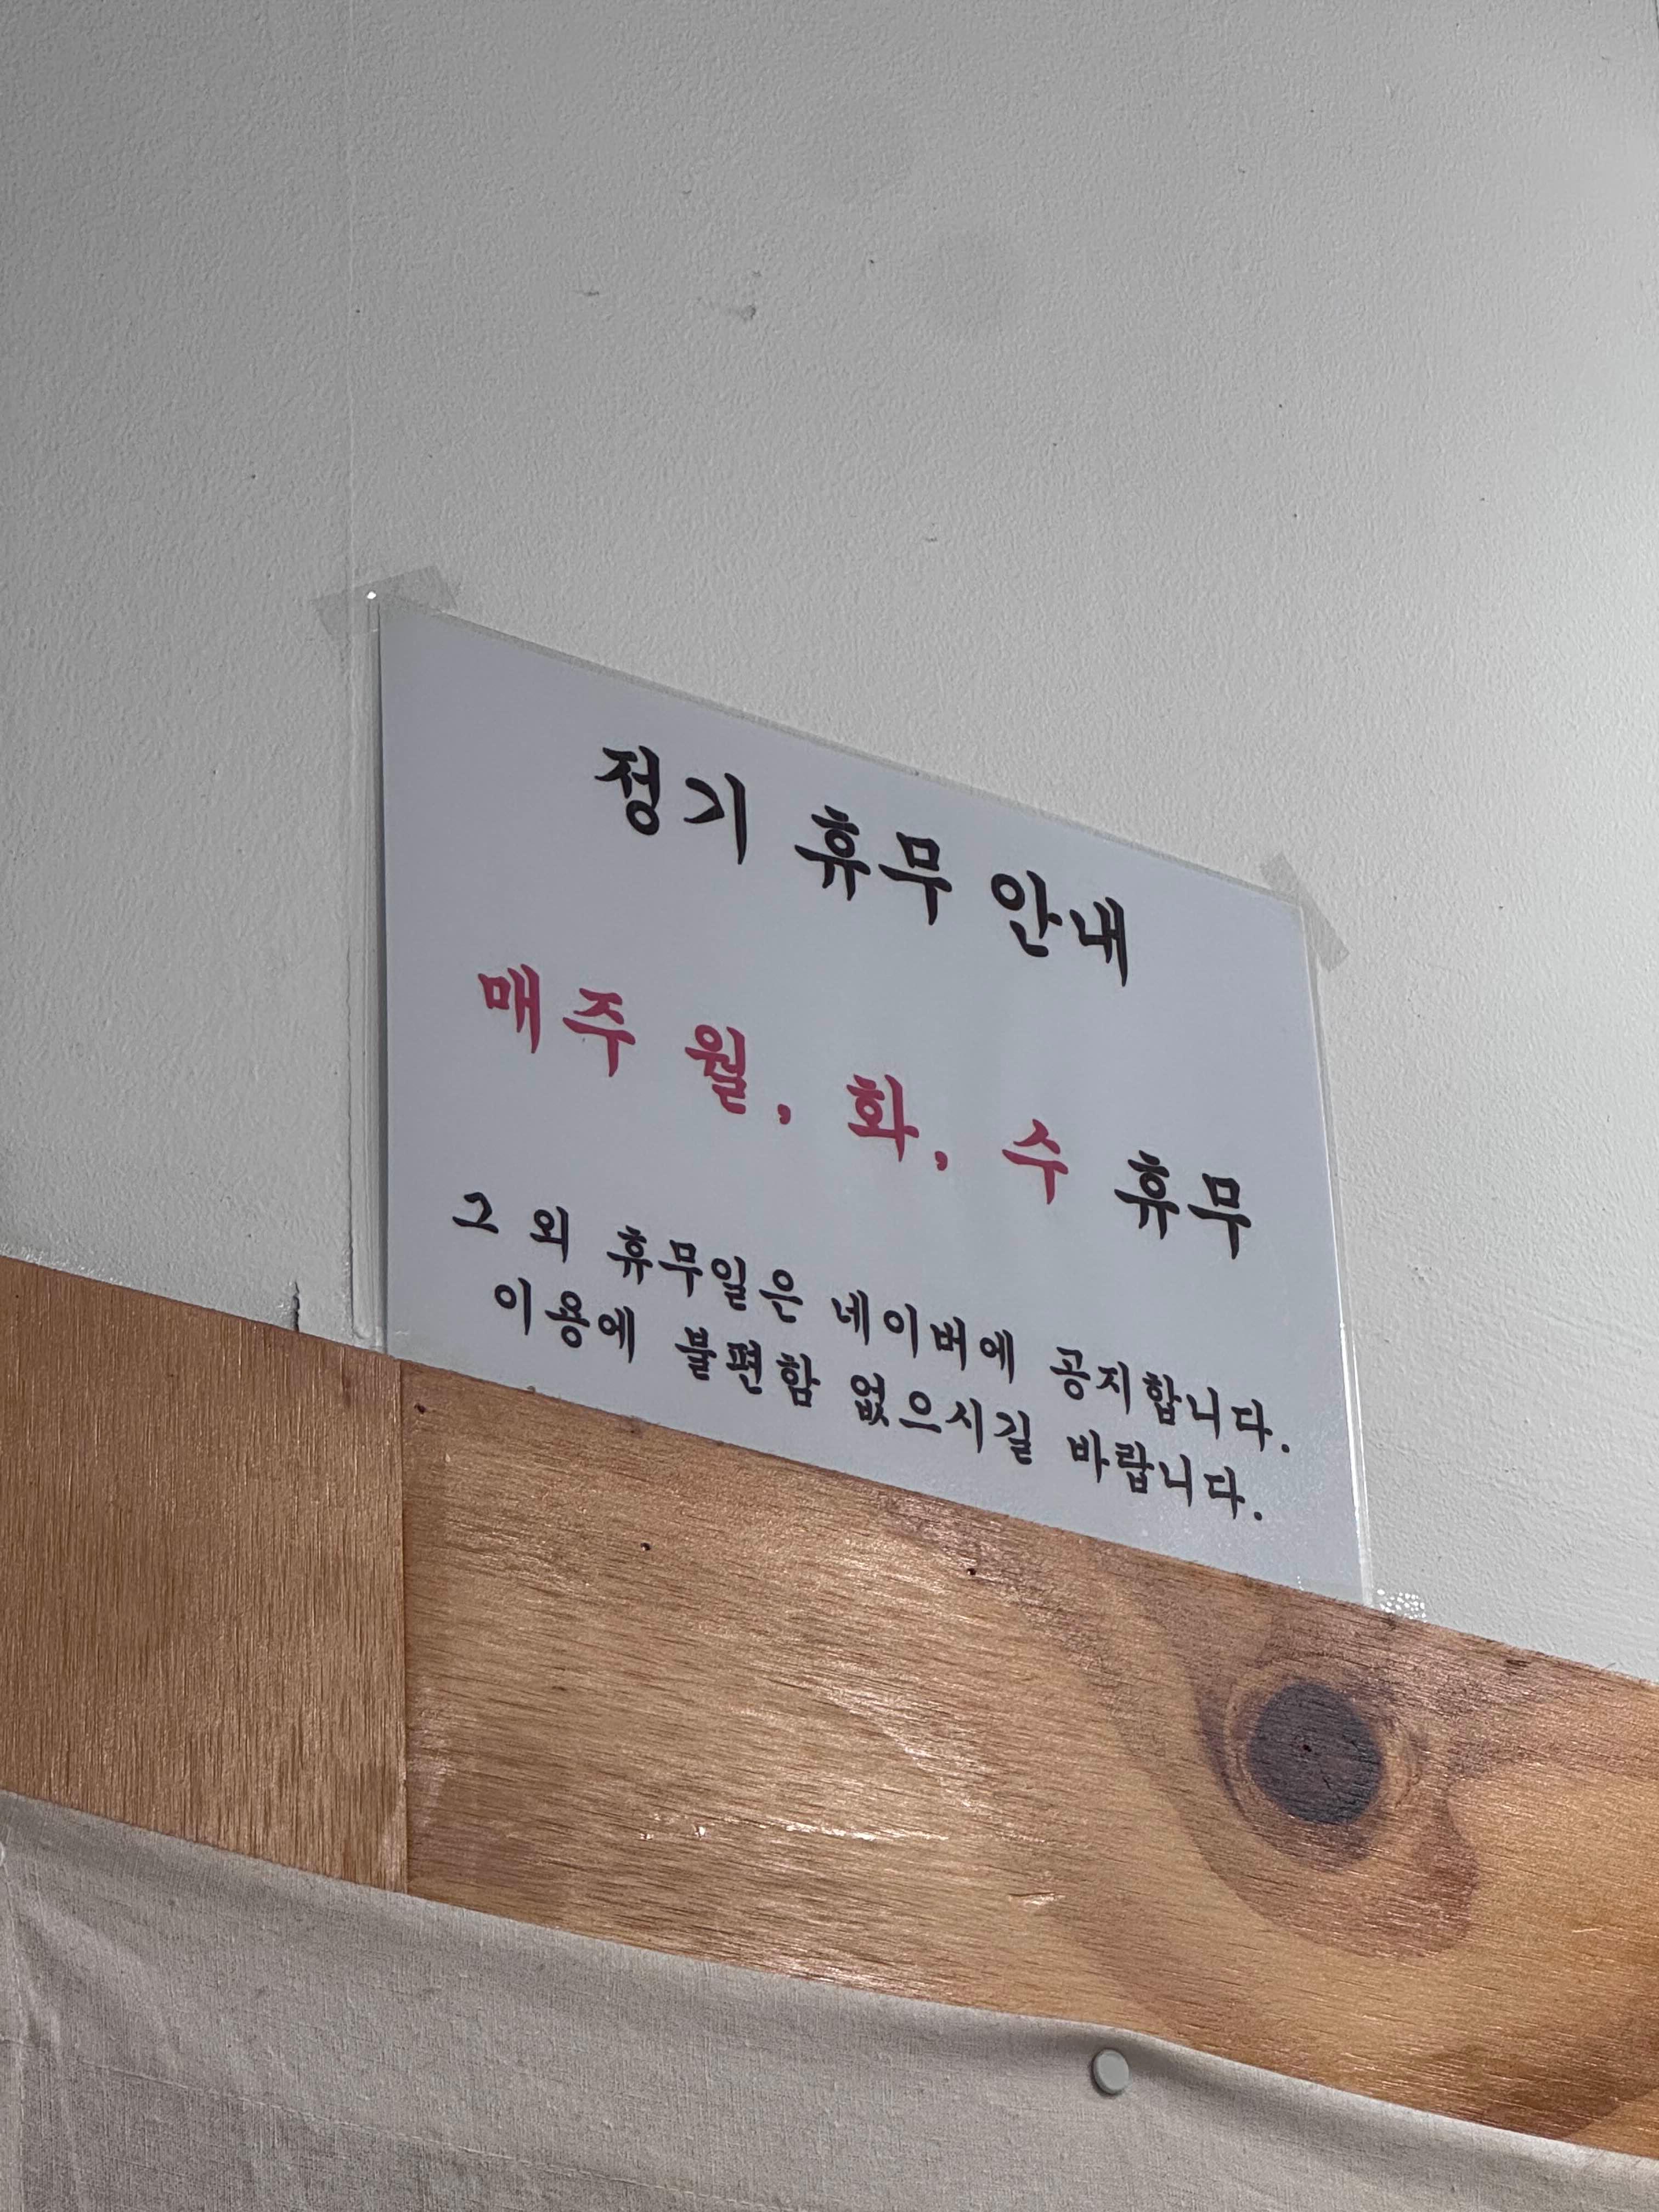 정기 휴무 안내
매주 월, 화, 수 휴무
그 외 휴무일은 네이버에 공지합니다.
이용에 불편함 없으시길 바랍니다.